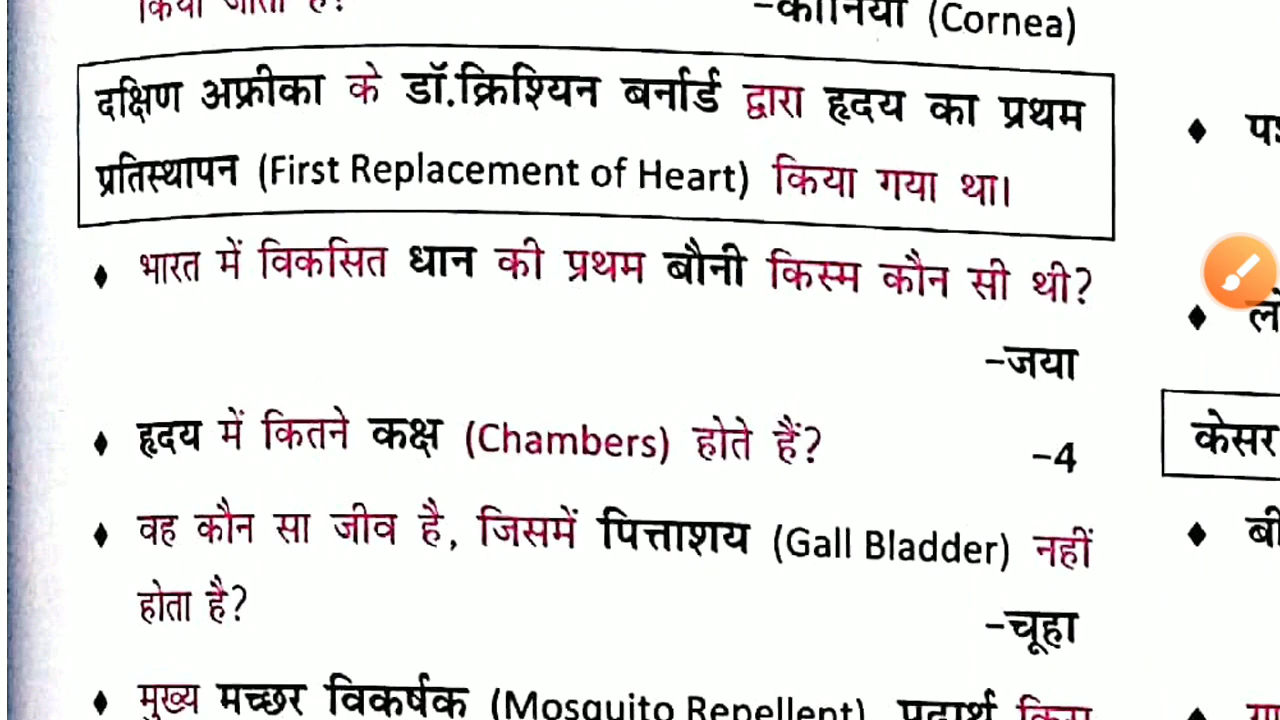 किया जाता है?
-कॉर्निया (Cornea)
दक्षिण अफ्रीका के डॉ.क्रिश्यिन बर्नार्ड द्वारा हृदय का प्रथम
प्रतिस्थापन (First Replacement of Heart) किया गया था।
♦ भारत में विकसित धान की प्रथम बौनी किस्म कौन सी थी?
-जया
♦ हृदय में कितने कक्ष (Chambers) होते हैं?
-4
♦ वह कौन सा जीव है, जिसमें पित्ताशय (Gall Bladder) नहीं
होता है?
-चूहा
♦ मुख्य मच्छर विकर्षक (Mosquito Repellent) पदार्थ किस
केसर